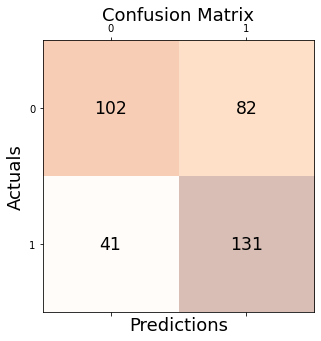 Confusion Matrix
0 1
0 102 82
Actuals
1 41 131
Predictions